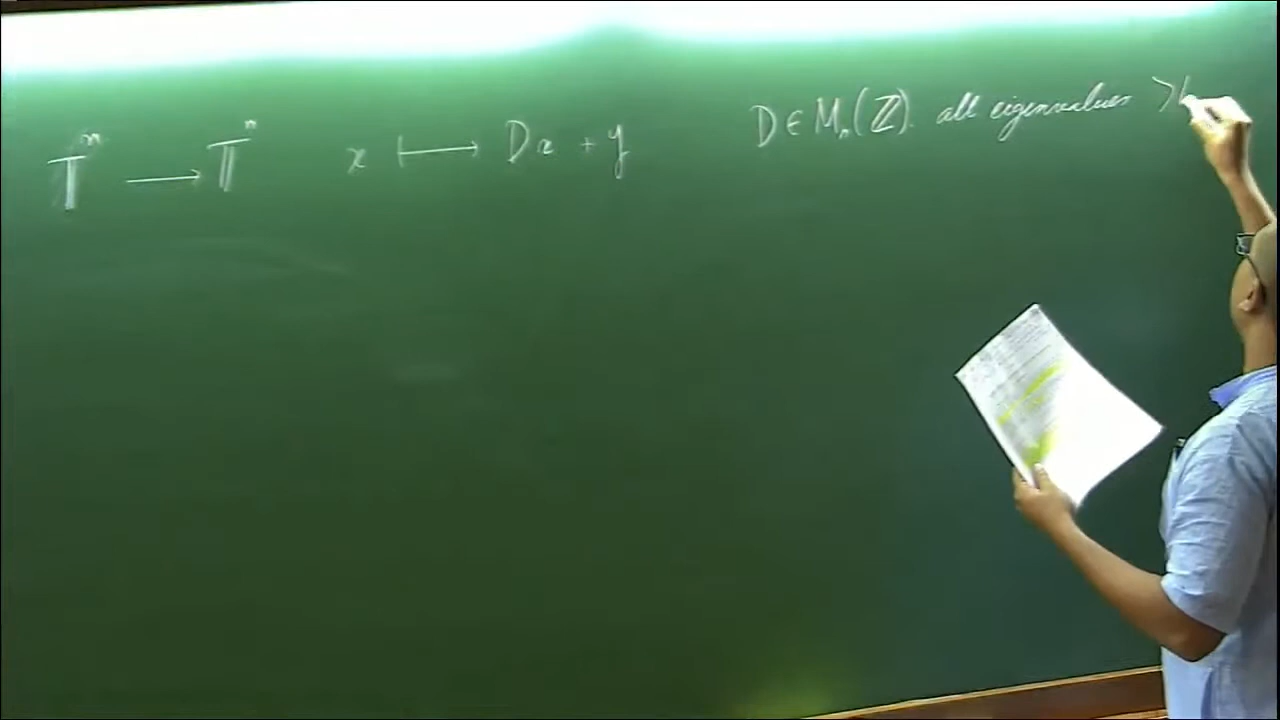 𝕋ⁿ ⟶ 𝕋ⁿ x ⟼ Dx + y D ∈ Mₙ(ℤ). all eigenvalues >